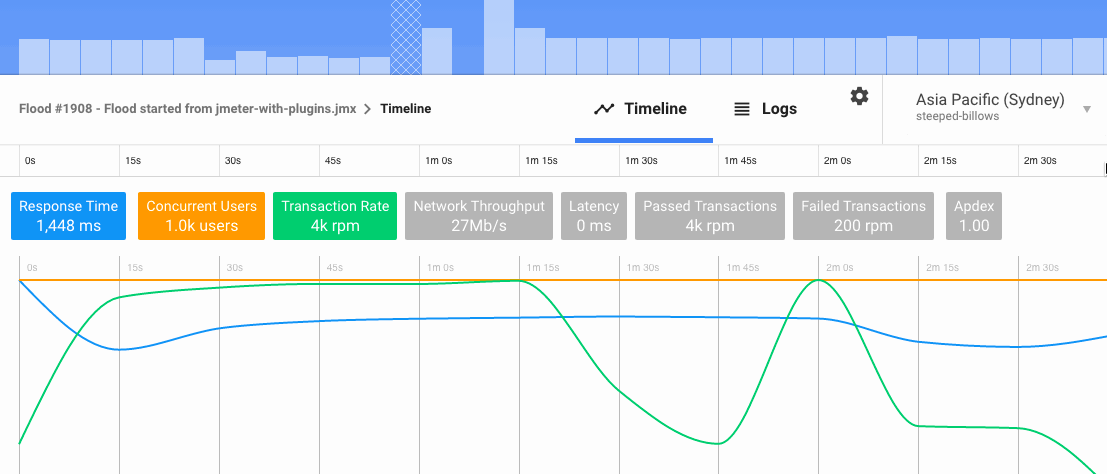 Flood #1908 - Flood started from jmeter-with-plugins.jmx > Timeline
Timeline
Logs
Asia Pacific (Sydney)
steeped-billows
0s 15s 30s 45s 1m 0s 1m 15s 1m 30s 1m 45s 2m 0s 2m 15s 2m 30s
Response Time
1,448 ms
Concurrent Users
1.0k users
Transaction Rate
4k rpm
Network Throughput
27Mb/s
Latency
0 ms
Passed Transactions
4k rpm
Failed Transactions
200 rpm
Apdex
1.00
0s 15s 30s 45s 1m 0s 1m 15s 1m 30s 1m 45s 2m 0s 2m 15s 2m 30s